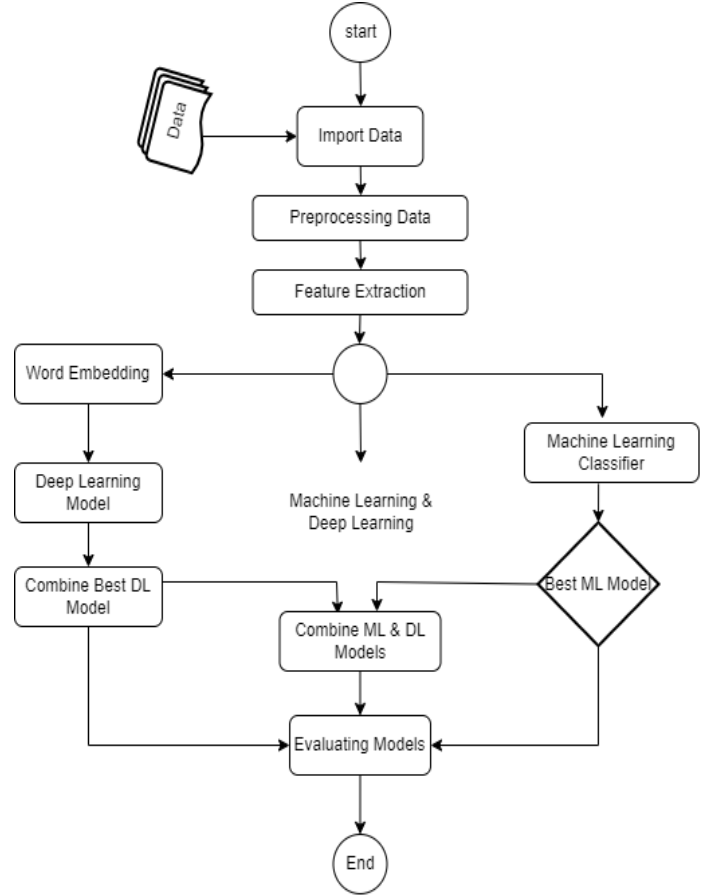 start
Data
Import Data
Preprocessing Data
Feature Extraction
Word Embedding
Machine Learning
Classifier
Deep Learning
Model
Machine Learning &
Deep Learning
Combine Best DL
Model
Best ML Model
Combine ML & DL
Models
Evaluating Models
End